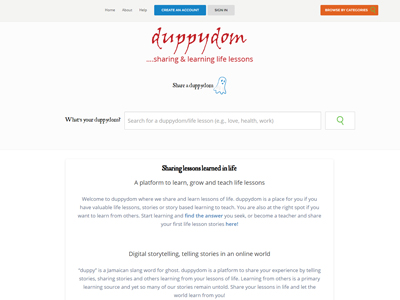 Home About Help CREATE AN ACCOUNT SIGN IN BROWSE BY CATEGORIES
duppydom
....sharing & learning life lessons
Share a duppydom
What's your duppydom? Search for a duppydom/life lesson (e.g., love, health, work)
Sharing lessons learned in life
A platform to learn, grow and teach life lessons
Welcome to duppydom where we share and learn lessons of life. duppydom is a place for you if you
have valuable life lessons, stories or story based learning to teach. You are also at the right spot if you
want to learn from others. Start learning and find the answer you seek, or become a teacher and share
your first life lesson stories here!
Digital storytelling, telling stories in an online world
"duppy" is a Jamaican slang word for ghost. duppydom is a platform to share your experience by telling
stories, sharing stories and others learning from your lessons of life. Learning from others is a primary
learning source and yet so many of our stories remain untold. Share your lessons in life and let the
world learn from you!